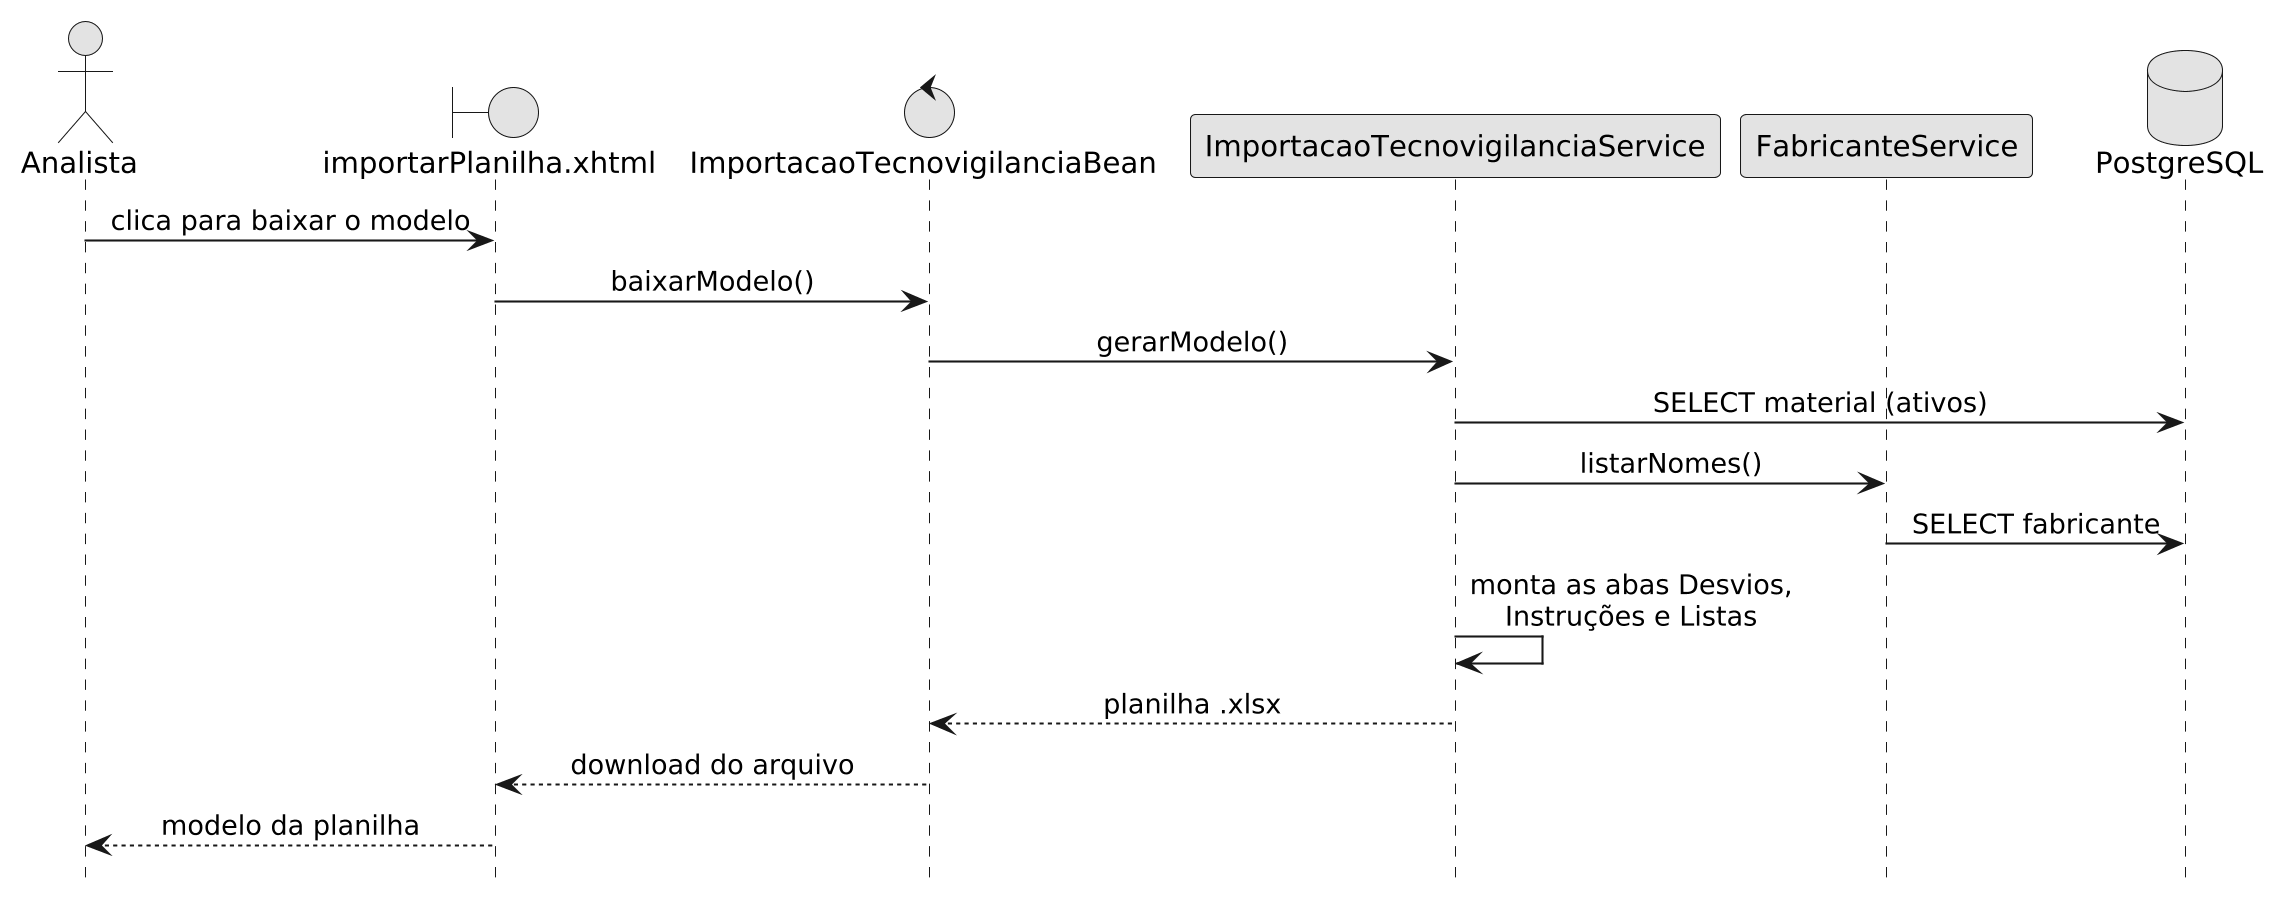 Analista
importarPlanilha.xhtml
ImportacaoTecnovigilanciaBean
ImportacaoTecnovigilanciaService
FabricanteService
PostgreSQL
clica para baixar o modelo
baixarModelo()
gerarModelo()
SELECT material (ativos)
listarNomes()
SELECT fabricante
monta as abas Desvios,
Instruções e Listas
planilha .xlsx
download do arquivo
modelo da planilha